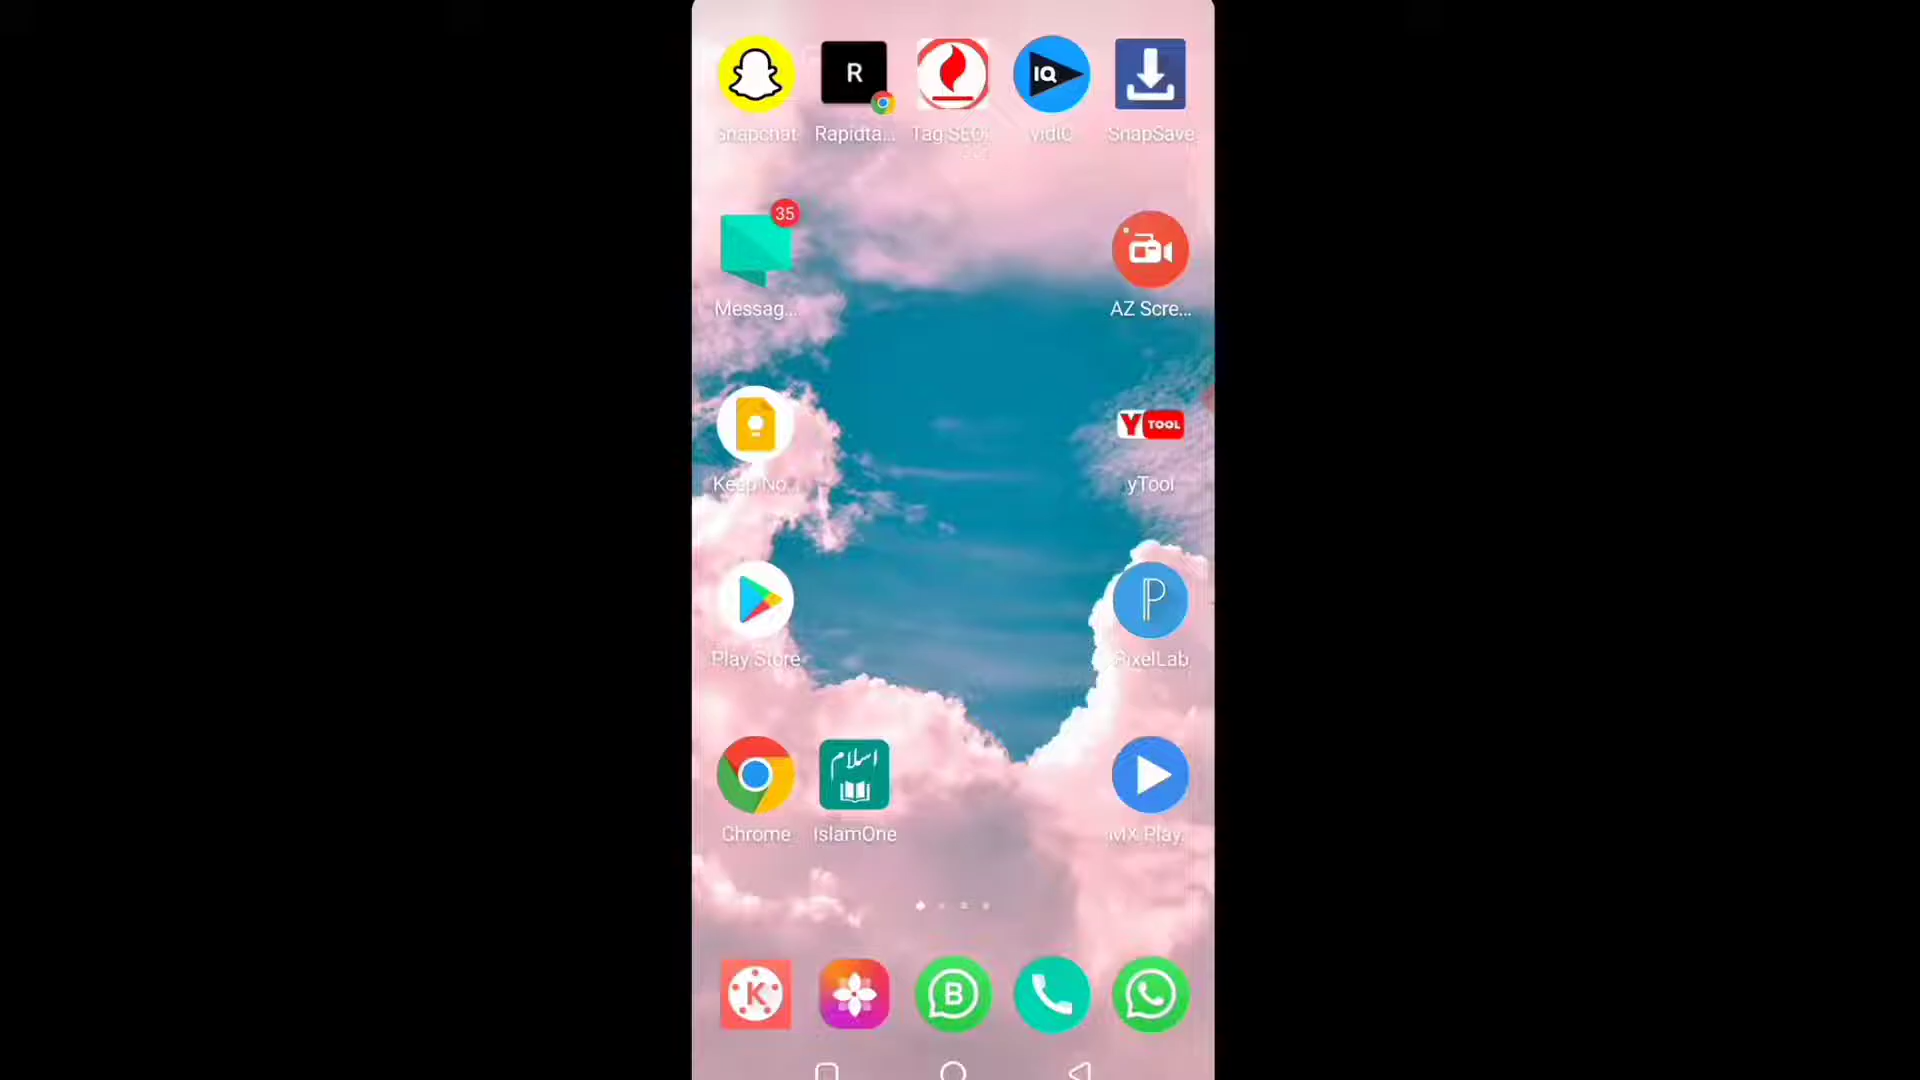 R
IQ
Snapchat
Rapidta...
Tag SEO:
vidIQ
SnapSave
35
Messag...
AZ Scre...
Y TOOL
Keep No...
yTool
P
Play Store
PixelLab
اسلام
Chrome
IslamOne
MX Play.
K
B